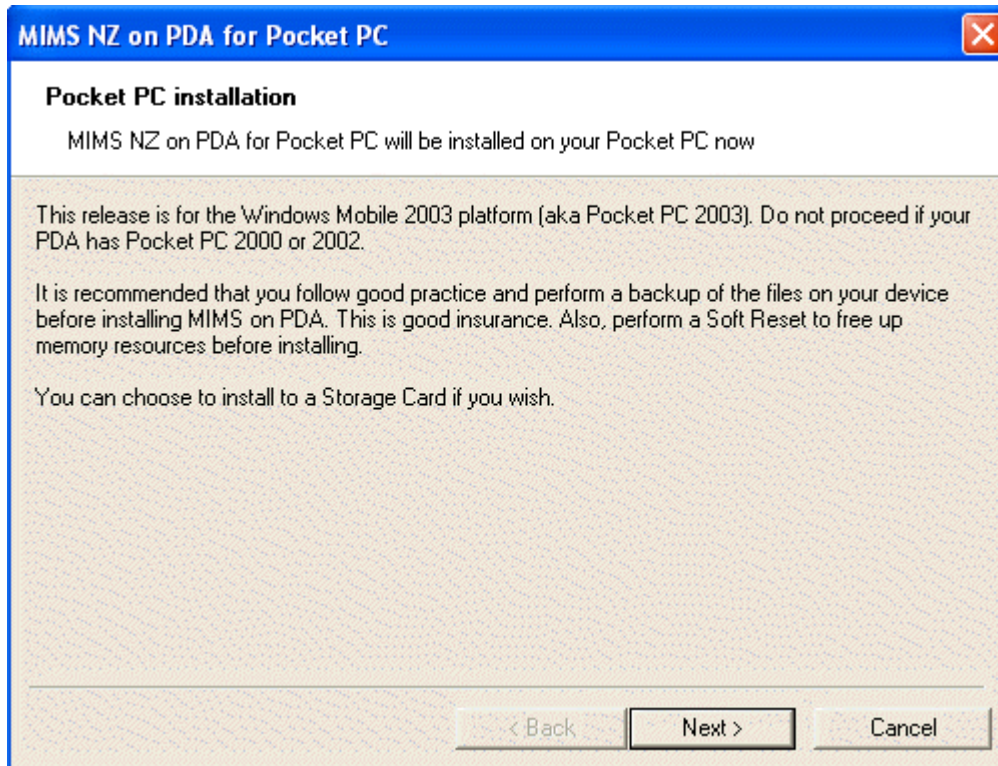 MIMS NZ on PDA for Pocket PC
Pocket PC installation
MIMS NZ on PDA for Pocket PC will be installed on your Pocket PC now
This release is for the Windows Mobile 2003 platform (aka Pocket PC 2003). Do not proceed if your
PDA has Pocket PC 2000 or 2002.
It is recommended that you follow good practice and perform a backup of the files on your device
before installing MIMS on PDA. This is good insurance. Also, perform a Soft Reset to free up
memory resources before installing.
You can choose to install to a Storage Card if you wish.
< Back Next > Cancel